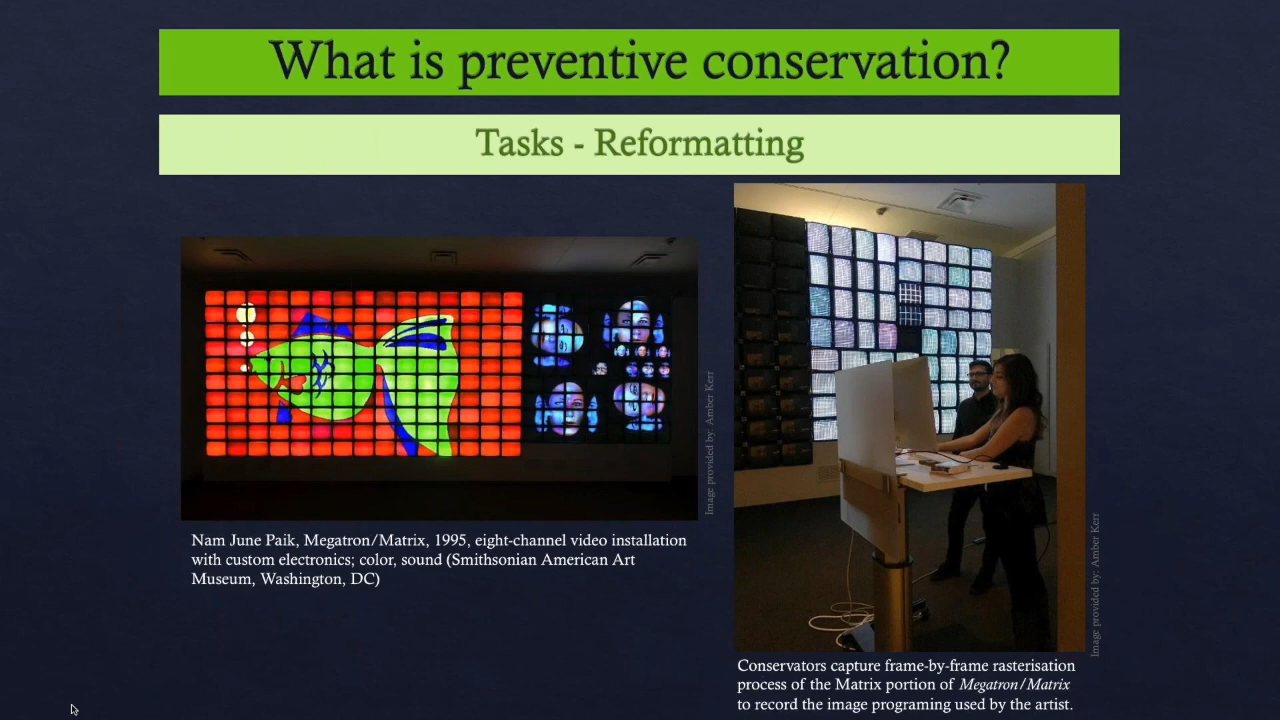 What is preventive conservation?
Tasks - Reformatting
Image provided by: Amber Kerr
Nam June Paik, Megatron/Matrix, 1995, eight-channel video installation
with custom electronics; color, sound (Smithsonian American Art
Museum, Washington, DC)
Image provided by: Amber Kerr
Conservators capture frame-by-frame rasterisation
process of the Matrix portion of Megatron/Matrix
to record the image programing used by the artist.